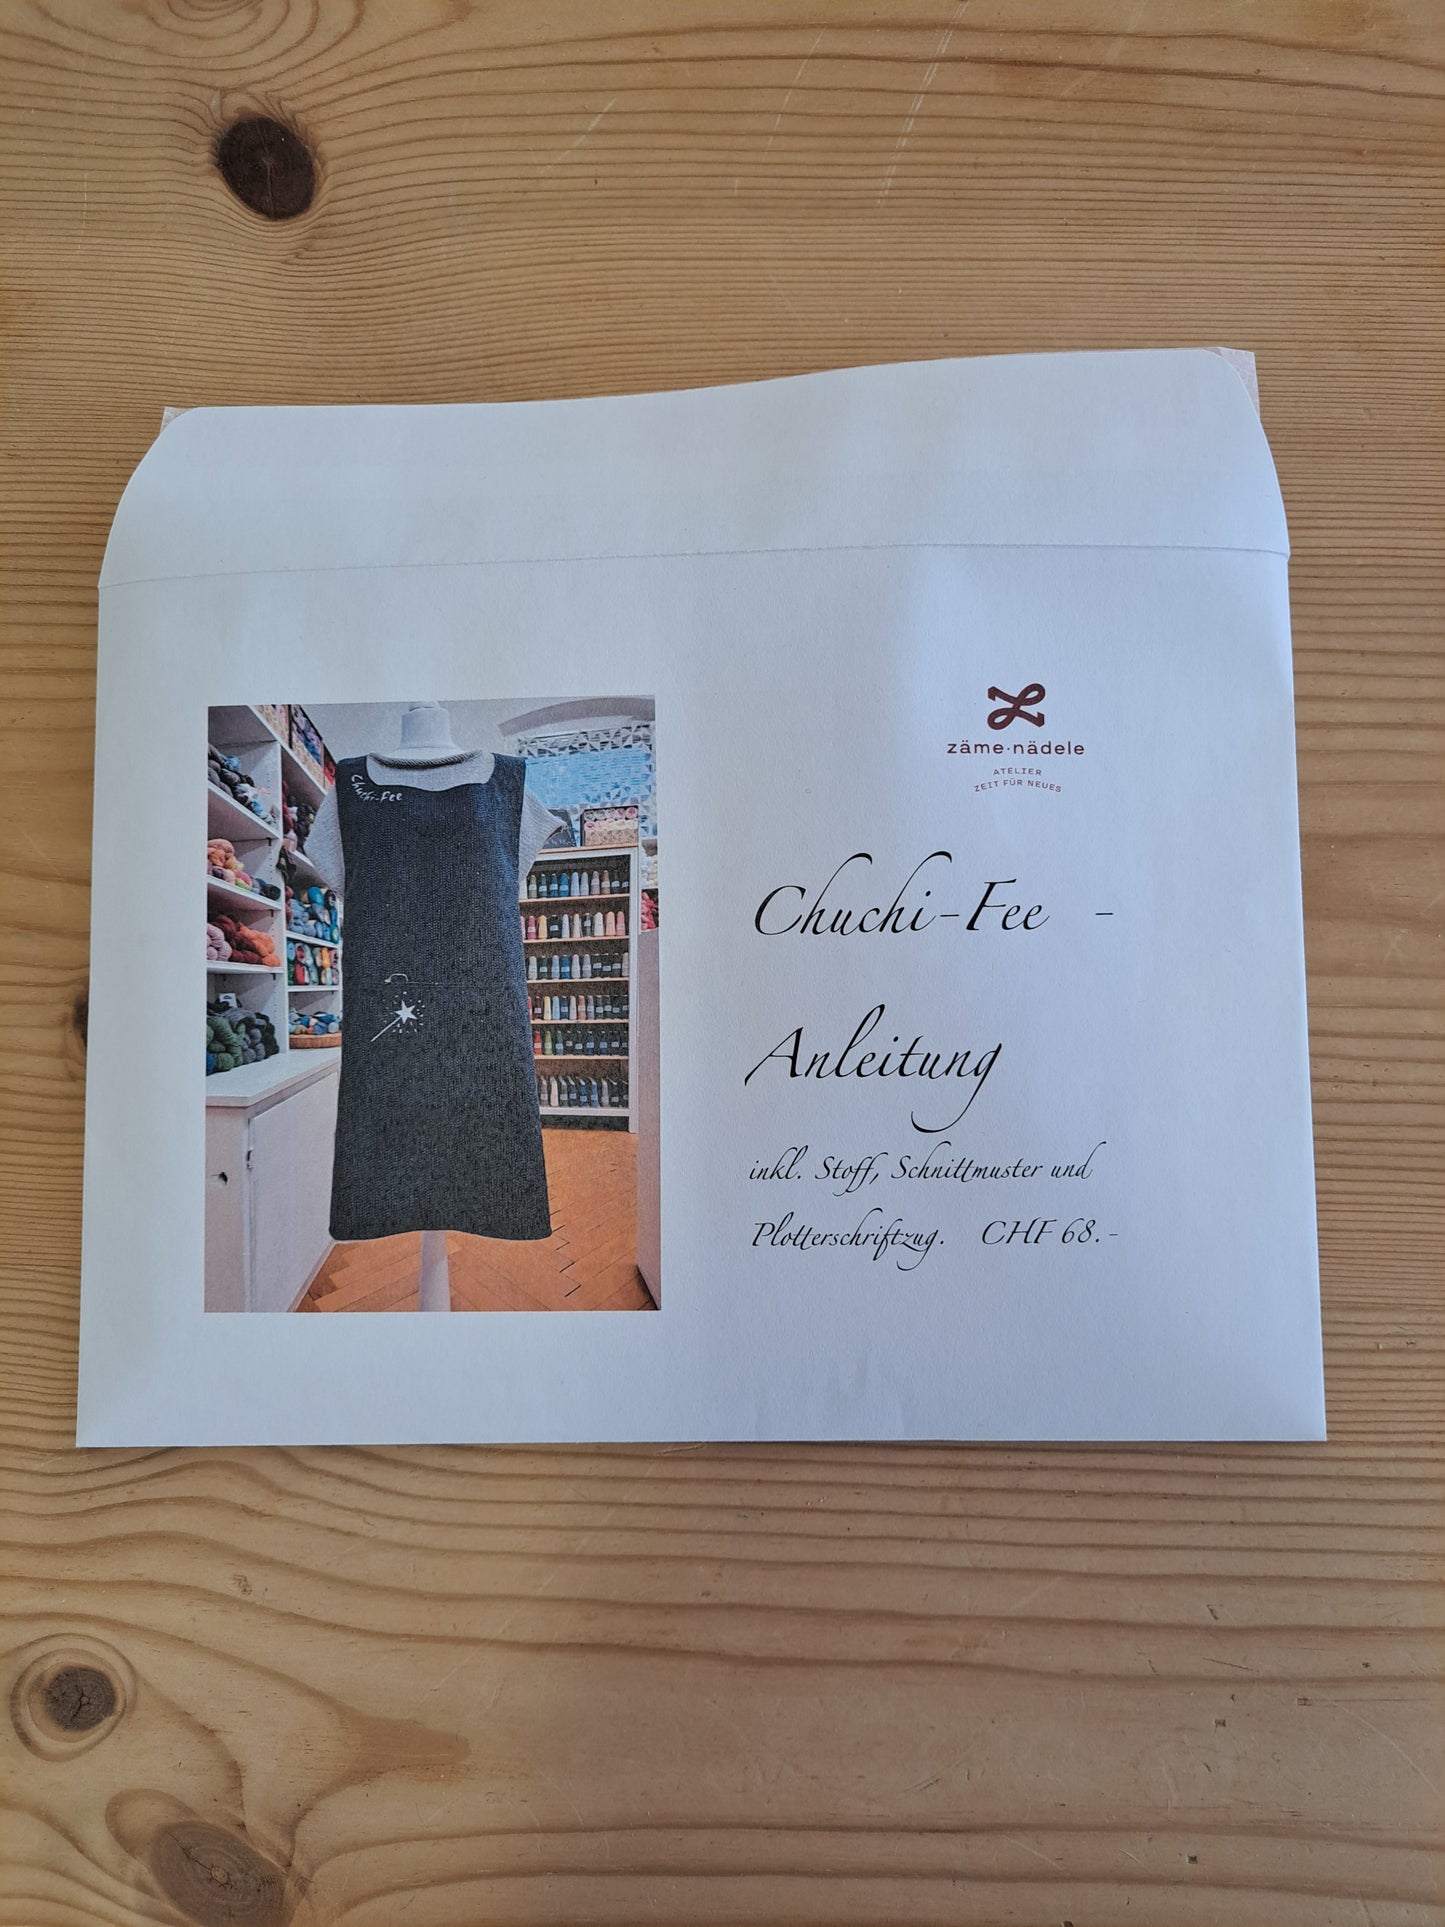 zäme·nädele
ATELIER
ZEIT FÜR NEUES
Chuchi-Fee -
Anleitung
inkl. Stoff, Schnittmuster und
Plotterschriftzug. CHF 68.-
Chuchi-Fee